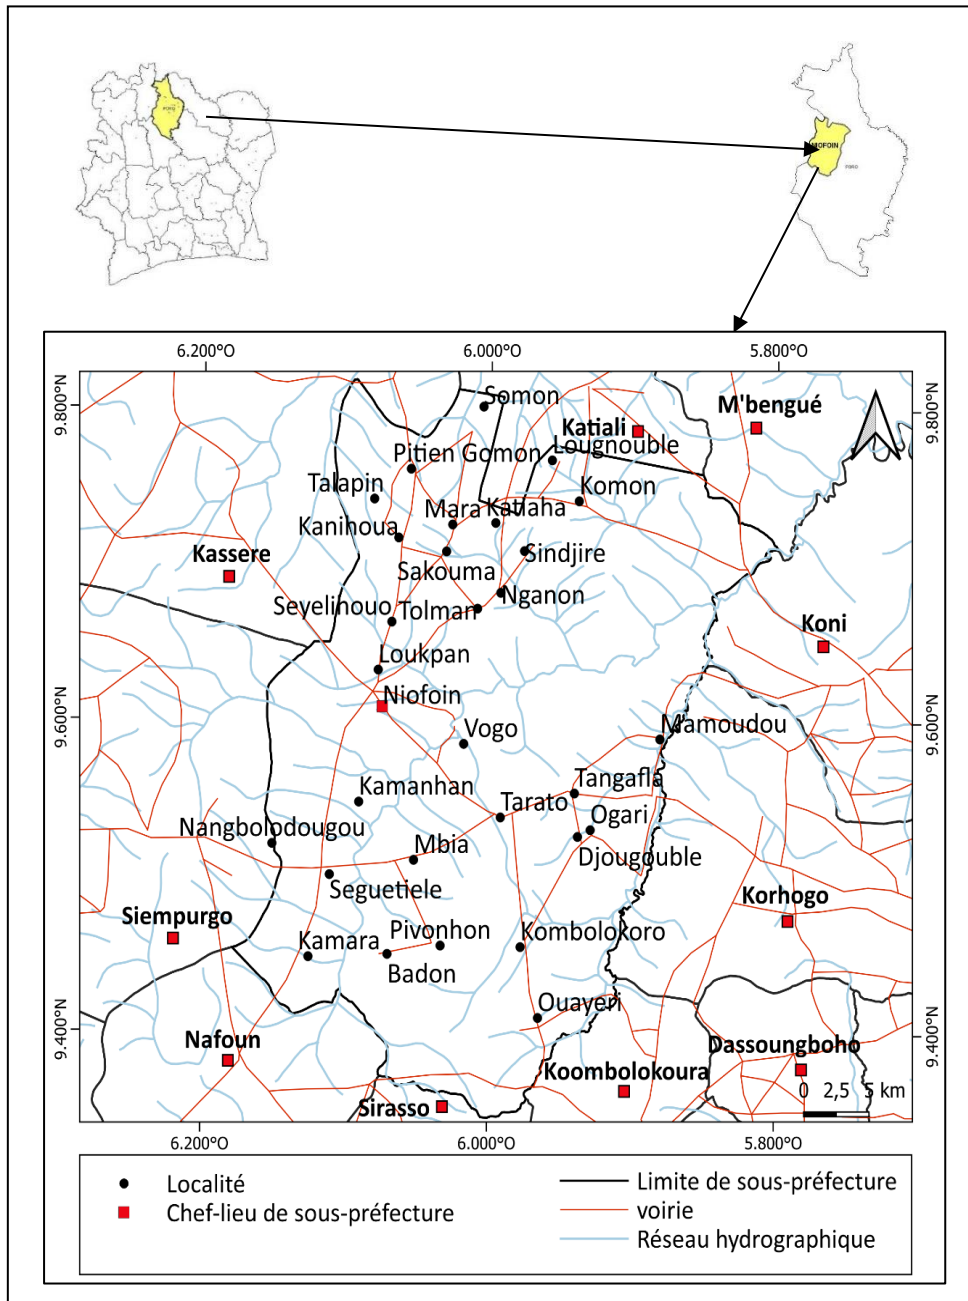 PORO
NIOFOIN
PORO
6.200°O 6.000°O 5.800°O
9.800°N
9.800°N
Somon
M'bengué
Katiali
Lougnouble
Pitien Gomon
Talapin
Komon
Mara
Katiaha
Kanihoua
Sindjire
Kassere
Sakouma
Nganon
Seyelinouo
Tolman
Koni
Loukpan
Niofoin
9.600°N
9.600°N
Vogo
Mamoudou
Tangafla
Kamanhan
Tarato
Ogari
Nangbolodougou
Mbia
Djougouble
Seguetiele
Korhogo
Siempurgo
Pivonhon
Kombolokoro
Kamara
Badon
Ouayeri
9.400°N
9.400°N
Nafoun
Dassoungboho
Koombolokoura
0 2,5 5 km
Sirasso
6.200°O 6.000°O 5.800°O
Localité
Chef-lieu de sous-préfecture
Limite de sous-préfecture
voirie
Réseau hydrographique